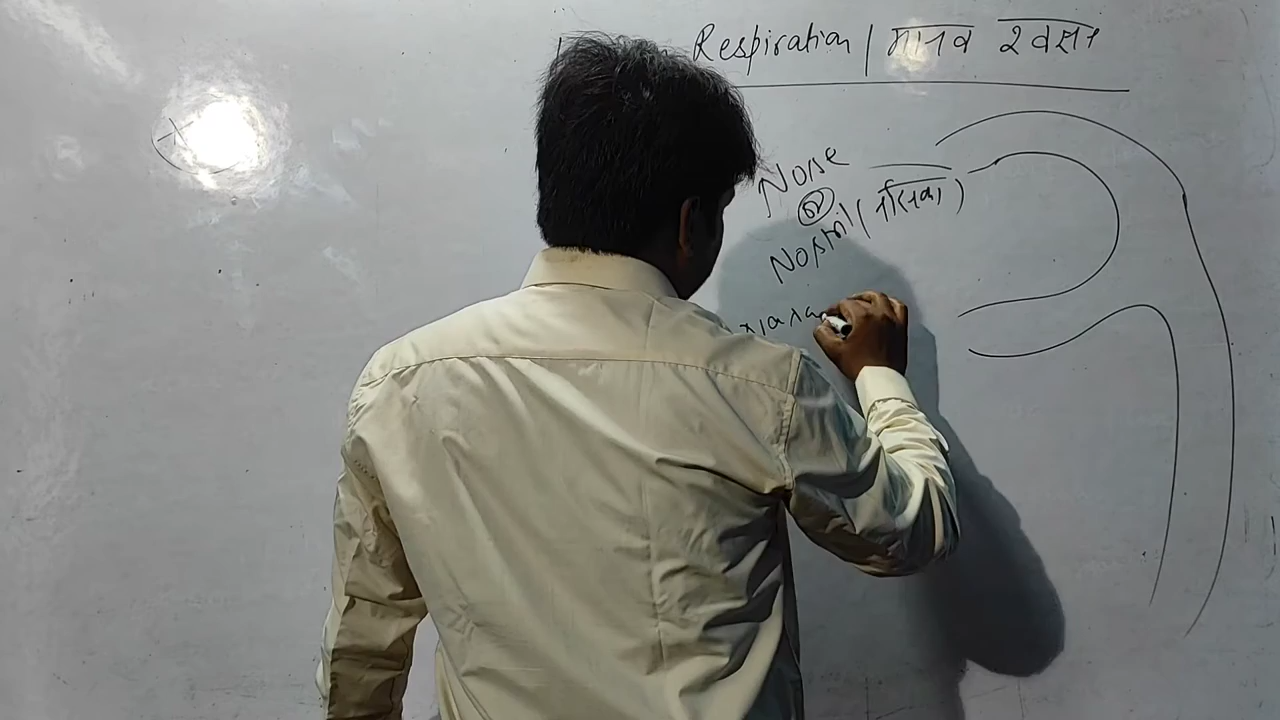 Respiration | मानव श्वसन
Nose
Or
Nostril (नासिका)